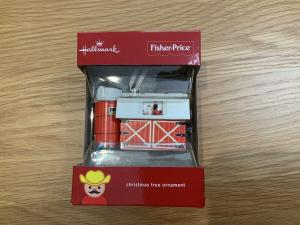 Hallmark
Fisher-Price
christmas tree ornament